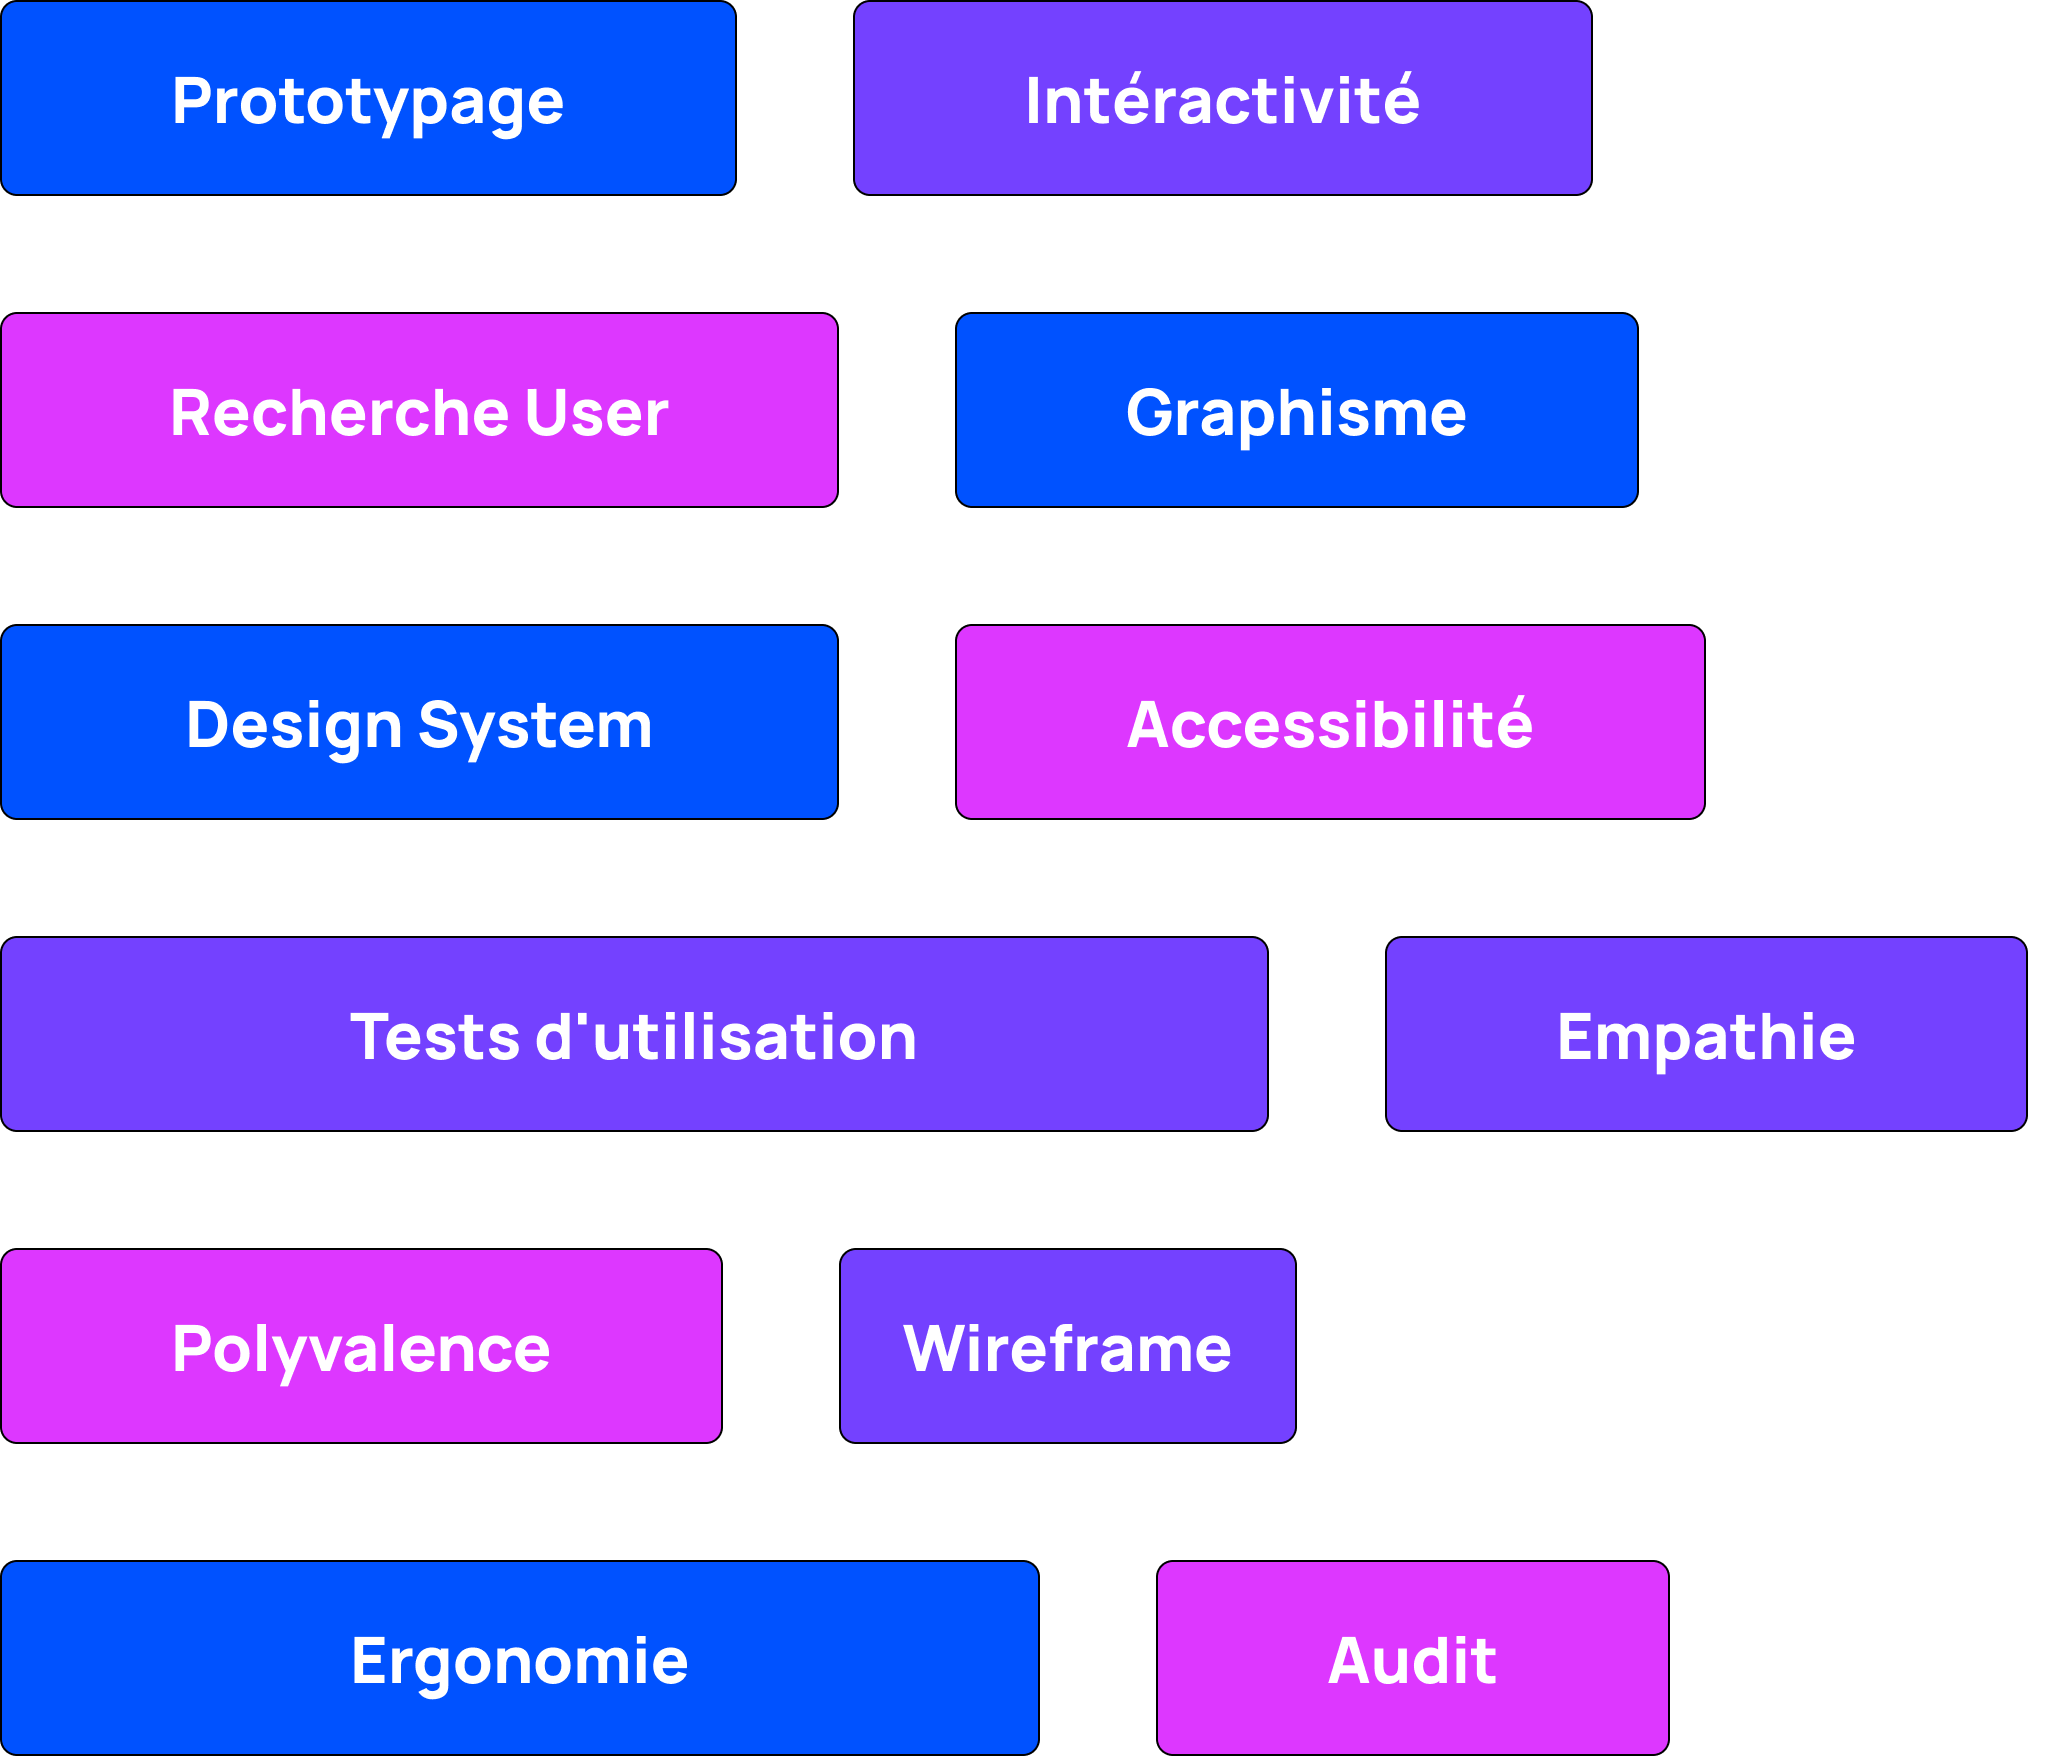 Prototypage
Intéractivité
Recherche User
Graphisme
Design System
Accessibilité
Tests d'utilisation
Empathie
Polyvalence
Wireframe
Ergonomie
Audit